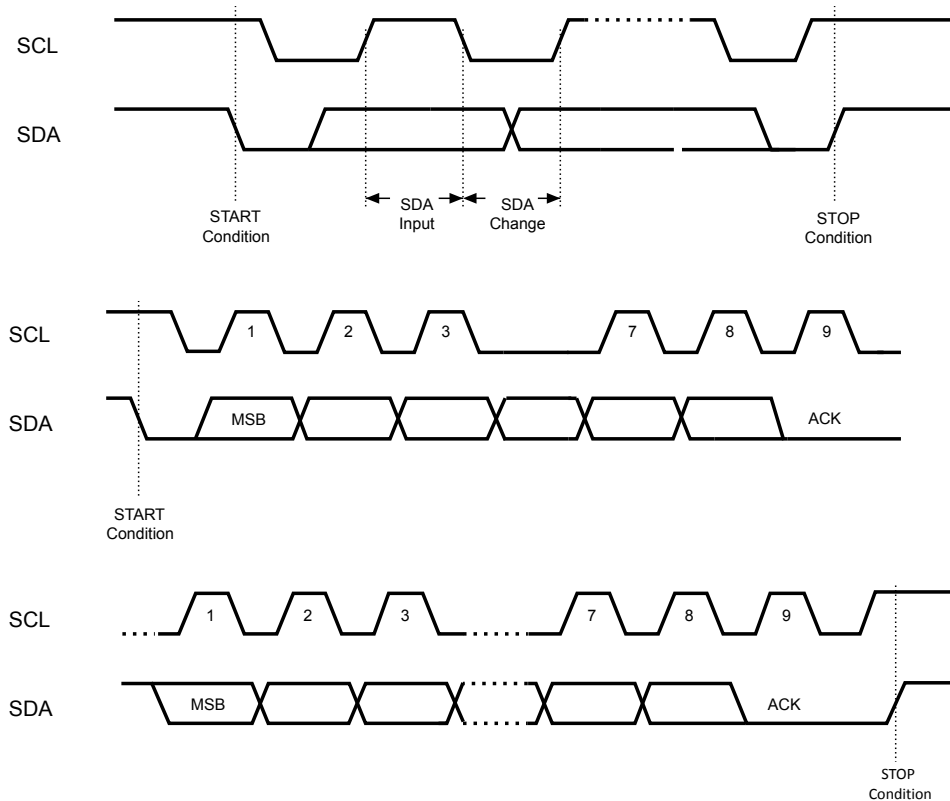 SCL
SDA
START
Condition
SDA
Input
SDA
Change
STOP
Condition
SCL
1
2
3
7
8
9
SDA
MSB
ACK
START
Condition
SCL
1
2
3
7
8
9
SDA
MSB
ACK
STOP
Condition